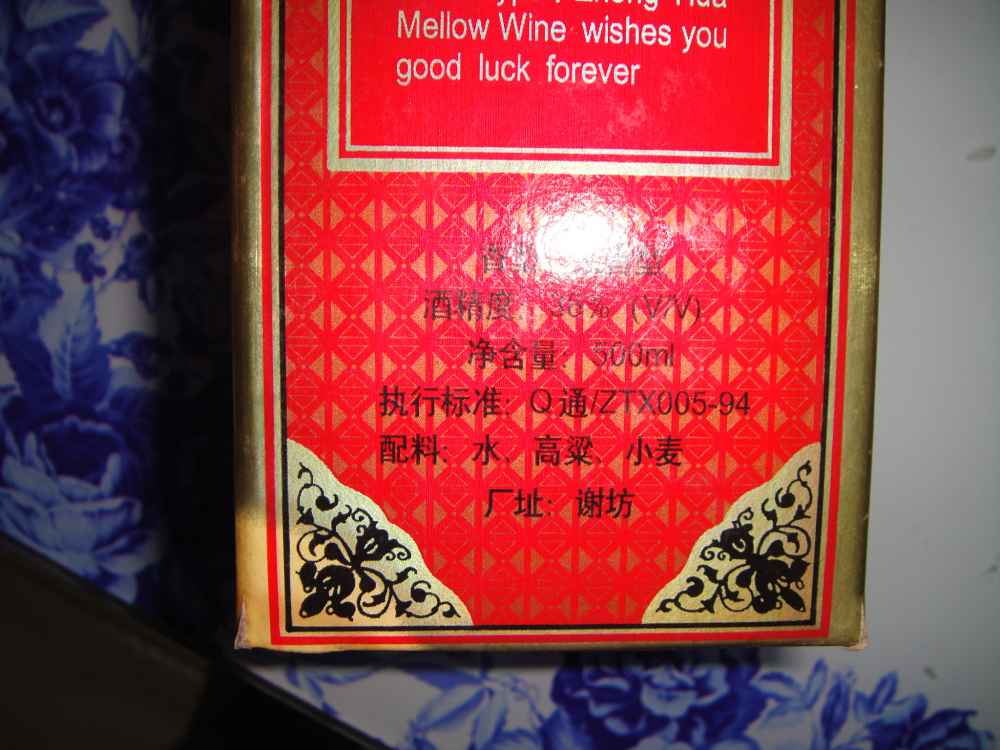 Mellow Wine wishes you
good luck forever
酒精度: 36% (V/V)
净含量: 500ml
执行标准: Q通/ZTX005-94
配料: 水、高粱、小麦
厂址: 谢坊